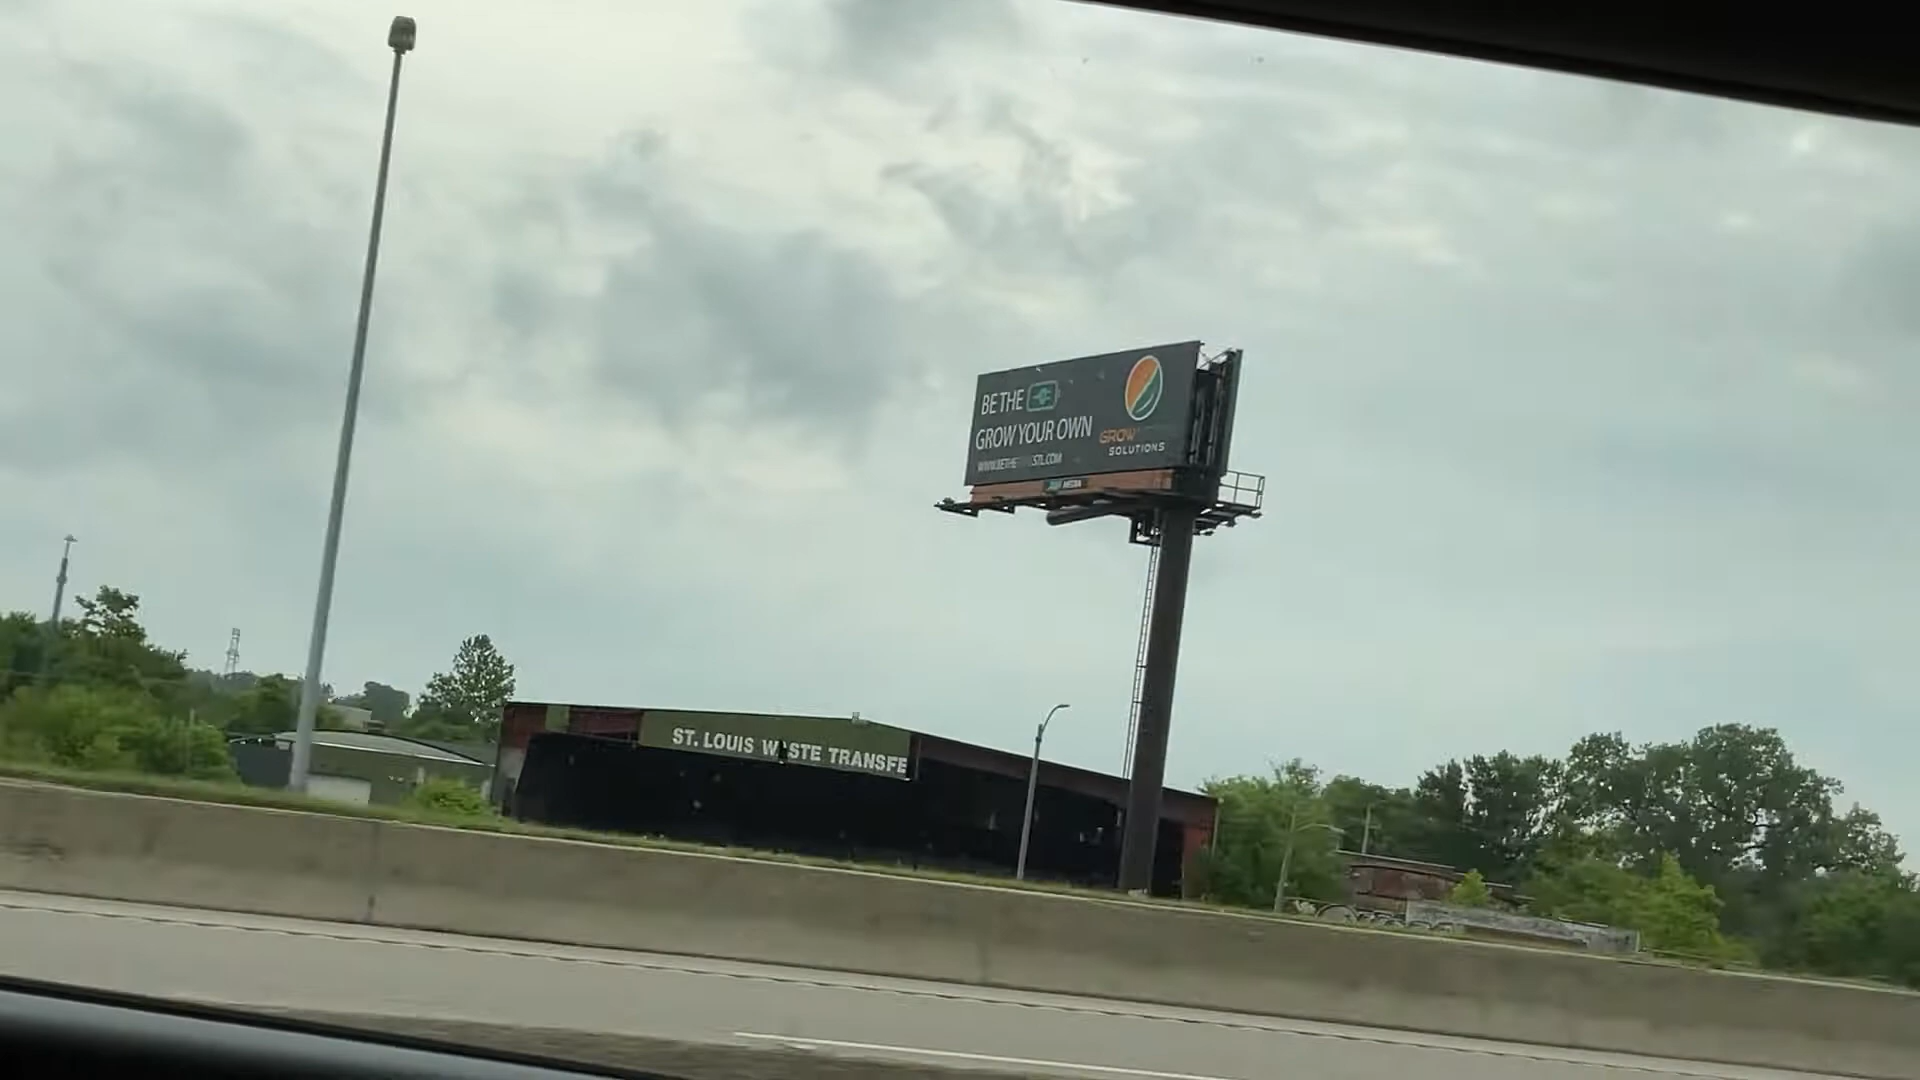 BE THE
GROW YOUR OWN
GROW
SOLUTIONS
ST. LOUIS WASTE TRANSFE